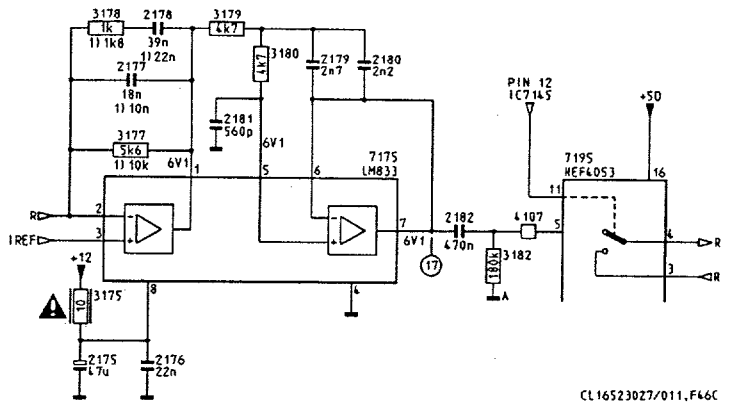 3178
1k
1) 1k8
2178
39n
1) 22n
3179
4k7
2177
18n
1) 10n
3180
4k7
2179
2n7
2180
2n2
3177
5k6
1) 10k
2181
560p
6V1
6V1
1
5
6
7175
LM833
PIN 12
IC7145
+5D
7195
HEF4053
16
11
R
2
-
+
IREF
3
-
+
7
6V1
2182
470n
4107
5
4
R
3
R
17
3182
180k
A
+12
3175
10
8
4
2175
47u
2176
22n
CL16523027/011,F46C